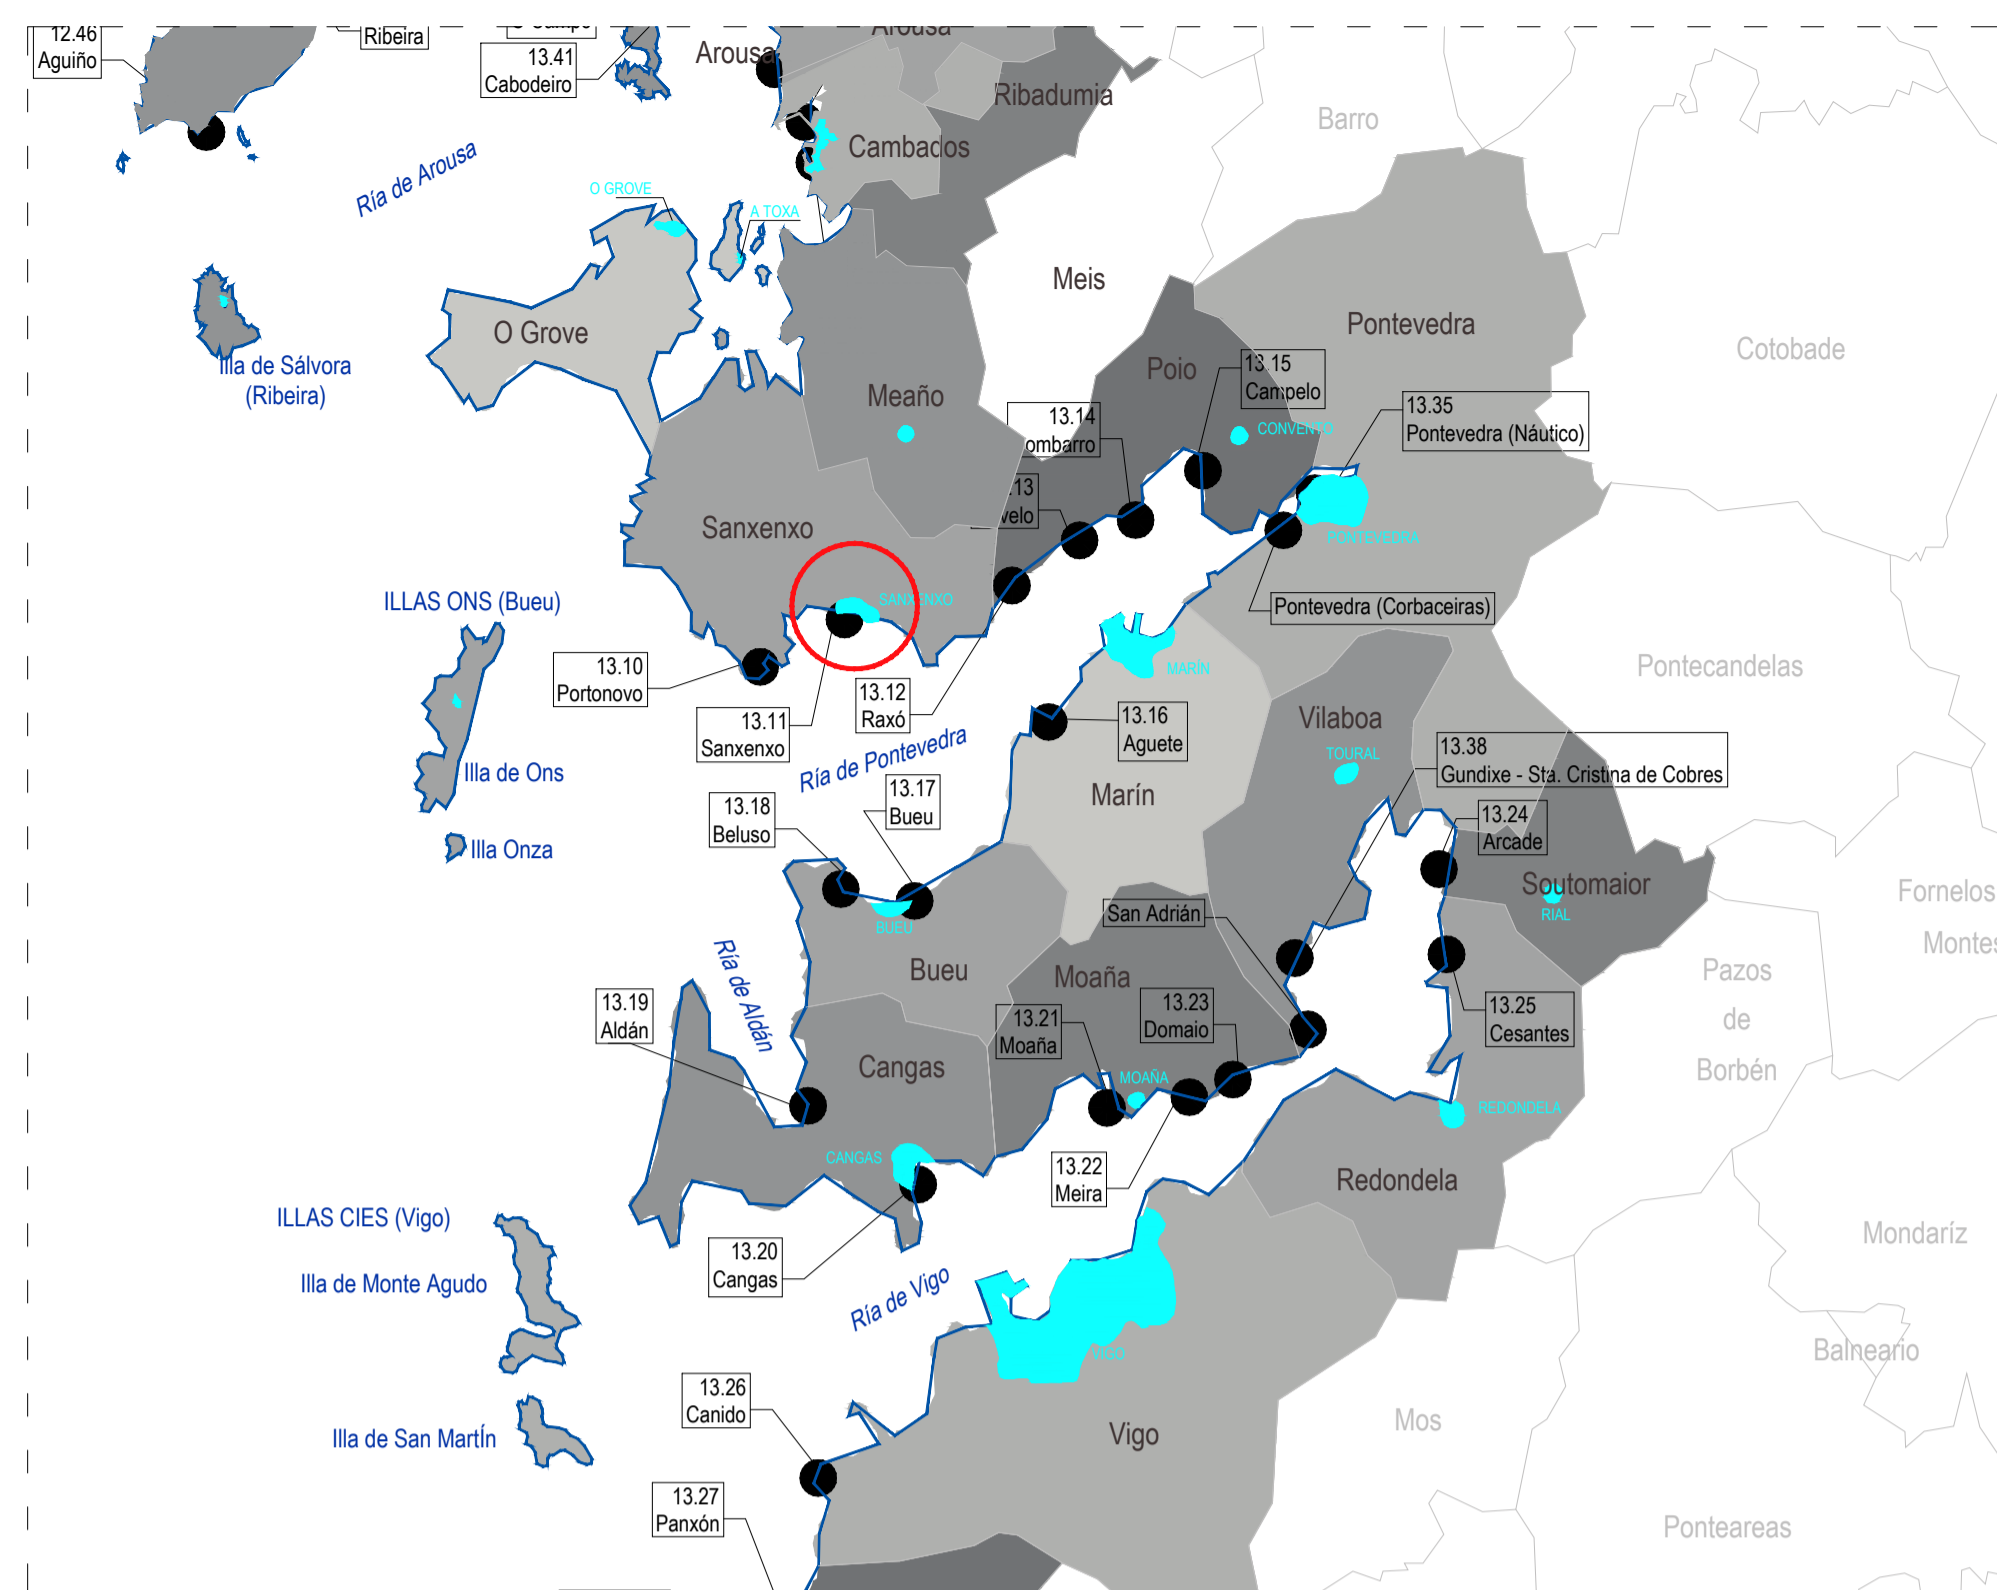 12.46
Aguiño
Ribeira
13.41
Cabodeiro
Arousa
Arousa
Ribadumia
Barro
Cambados
Ría de Arousa
O GROVE
A TOXA
Meis
O Grove
Pontevedra
Cotobade
Illa de Sálvora
(Ribeira)
Poio
13.15
Campelo
Meaño
13.14
ombarro
CONVENTO
13.35
Pontevedra (Náutico)
13
velo
Sanxenxo
PONTEVEDRA
ILLAS ONS (Bueu)
SANXENXO
Pontevedra (Corbaceiras)
13.10
Portonovo
13.12
Raxó
13.11
Sanxenxo
MARÍN
Pontecandelas
13.16
Aguete
Vilaboa
TOURAL
13.38
Gundixe - Sta. Cristina de Cobres
Ría de Pontevedra
Illa de Ons
13.17
Bueu
13.18
Beluso
Marín
13.24
Arcade
Illa Onza
Soutomaior
RIAL
Fornelos
Montes
San Adrián
BUEU
Bueu
Ría de Aldán
Moaña
Pazos
de
Borbén
13.19
Aldán
13.21
Moaña
13.23
Domaio
13.25
Cesantes
Cangas
MOAÑA
REDONDELA
CANGAS
13.22
Meira
Redondela
ILLAS CIES (Vigo)
Mondaríz
13.20
Cangas
Illa de Monte Agudo
Ría de Vigo
VIGO
Balneario
13.26
Canido
Illa de San MartÍn
Vigo
Mos
13.27
Panxón
Ponteareas